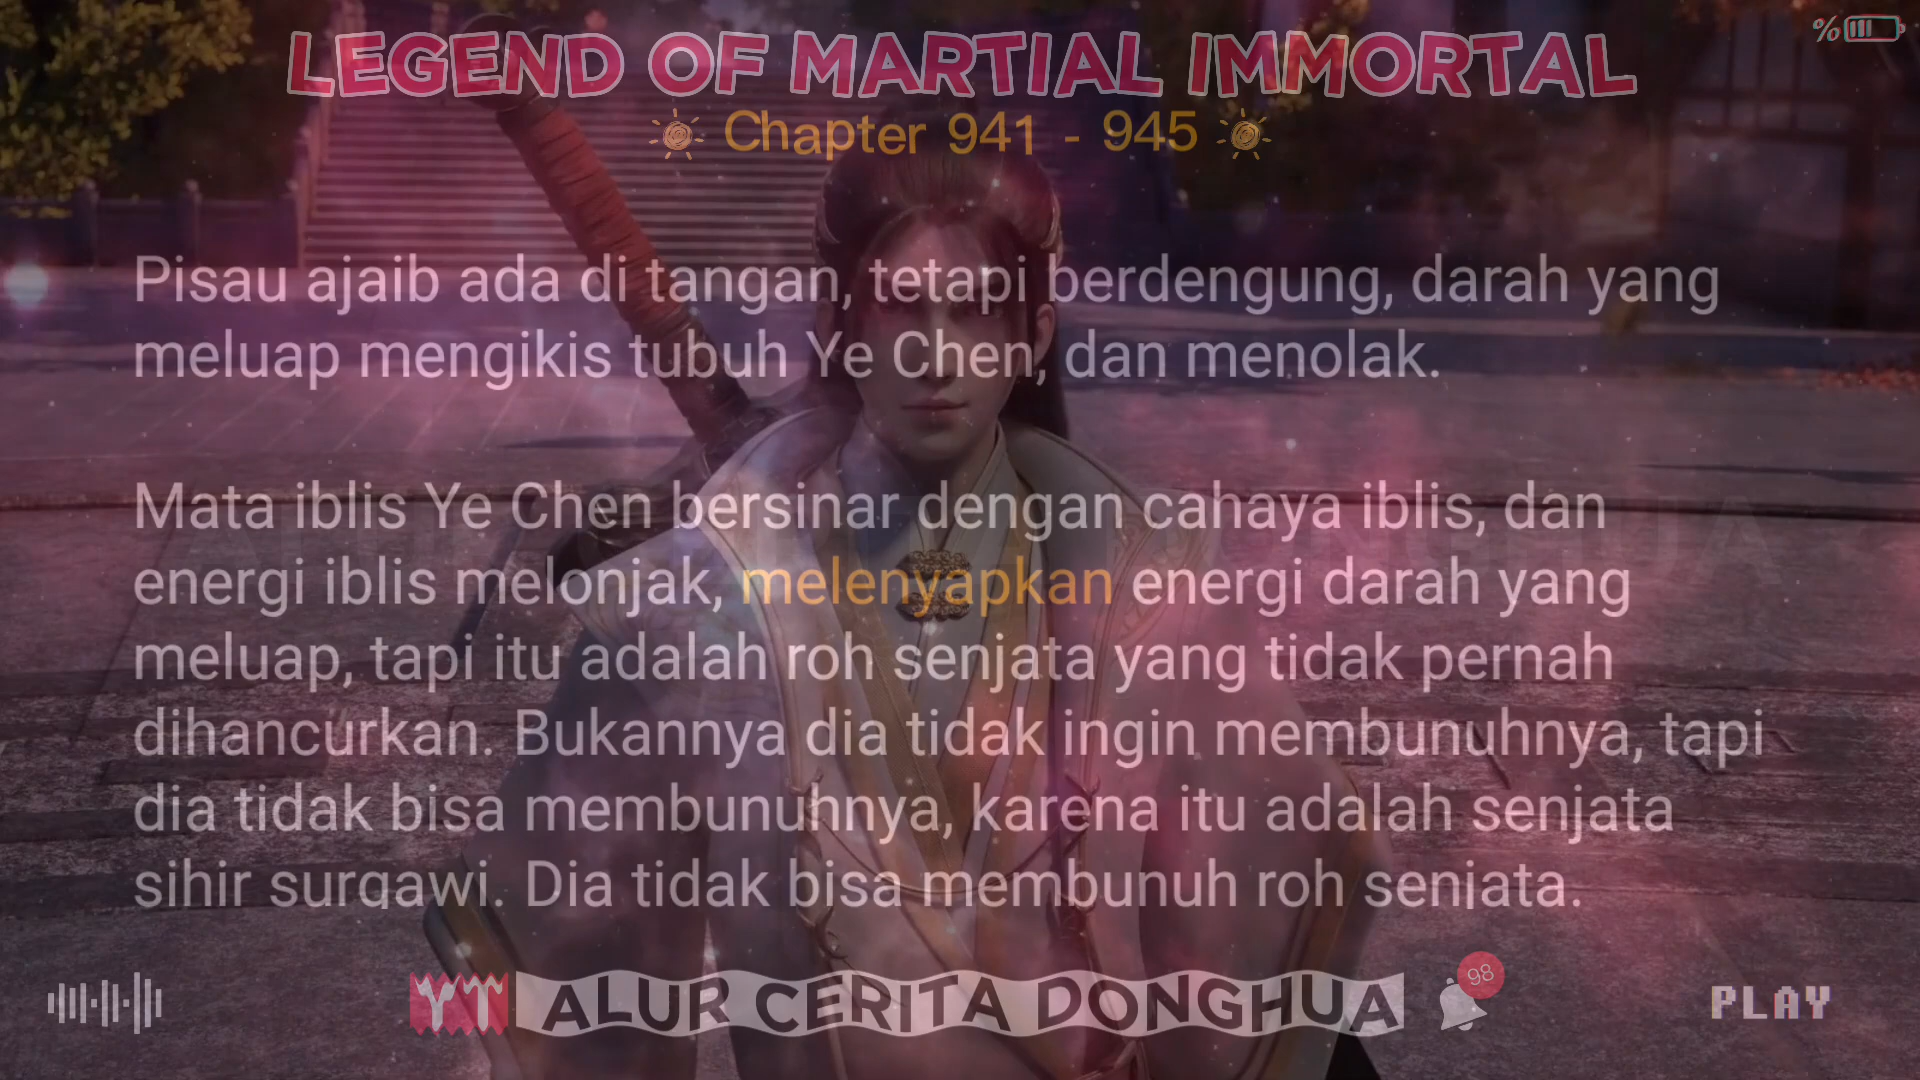 LEGEND OF MARTIAL IMMORTAL
%
Chapter 941 - 945
Pisau ajaib ada di tangan, tetapi berdengung, darah yang
meluap mengikis tubuh Ye Chen, dan menolak.
Mata iblis Ye Chen bersinar dengan cahaya iblis, dan
energi iblis melonjak, melenyapkan energi darah yang
meluap, tapi itu adalah roh senjata yang tidak pernah
dihancurkan. Bukannya dia tidak ingin membunuhnya, tapi
dia tidak bisa membunuhnya, karena itu adalah senjata
sihir surgawi. Dia tidak bisa membunuh roh senjata.
YT ALUR CERITA DONGHUA 98
PLAY